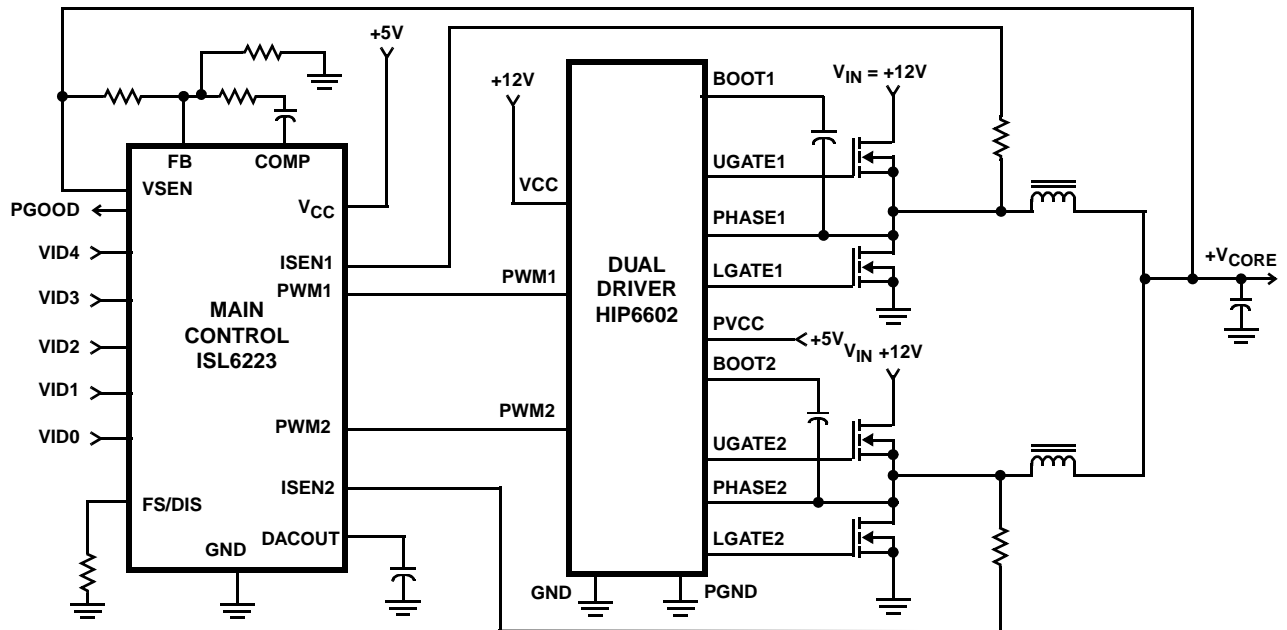 +5V
+12V
BOOT1
V_IN = +12V
FB
COMP
VSEN
PGOOD
V_CC
VCC
UGATE1
VID4
ISEN1
PHASE1
PWM1
PWM1
LGATE1
+V_CORE
VID3
MAIN
CONTROL
ISL6223
DUAL
DRIVER
HIP6602
VID2
PVCC
+5V
V_IN +12V
BOOT2
VID1
VID0
PWM2
PWM2
UGATE2
ISEN2
PHASE2
FS/DIS
DACOUT
LGATE2
GND
GND
PGND